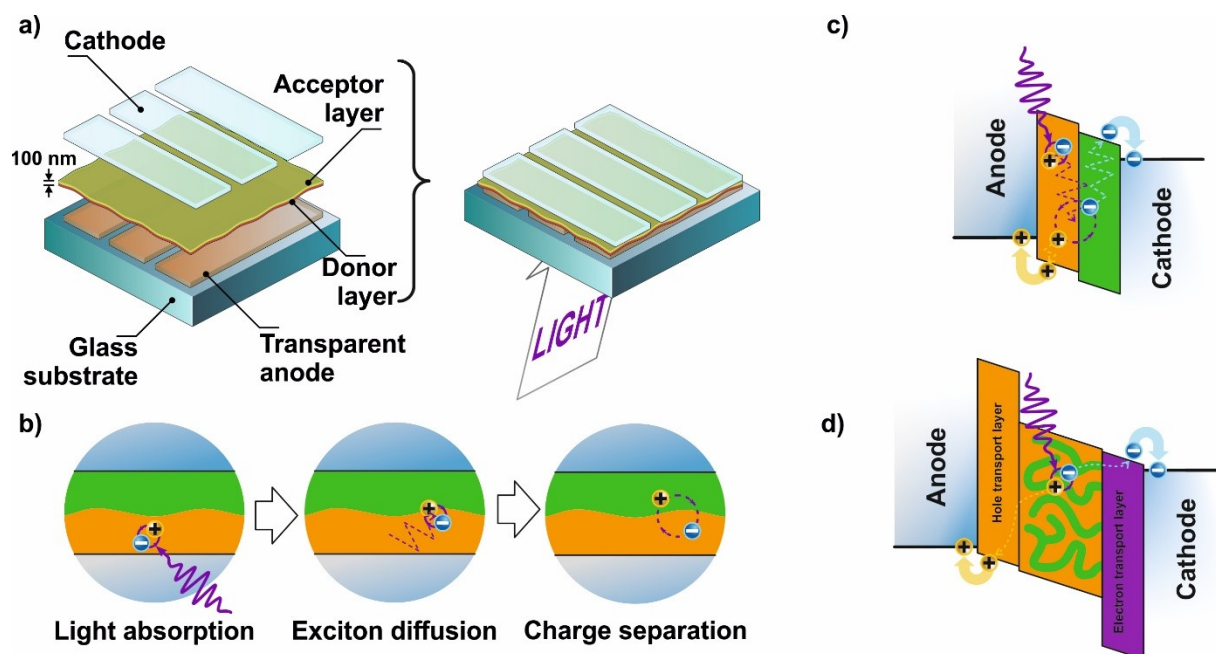 a)
Cathode
Acceptor
layer
100 nm
Donor
layer
Glass
substrate
Transparent
anode
LIGHT
b)
Light absorption
Exciton diffusion
Charge separation
c)
Anode
Cathode
d)
Anode
Hole transport layer
Electron transport layer
Cathode